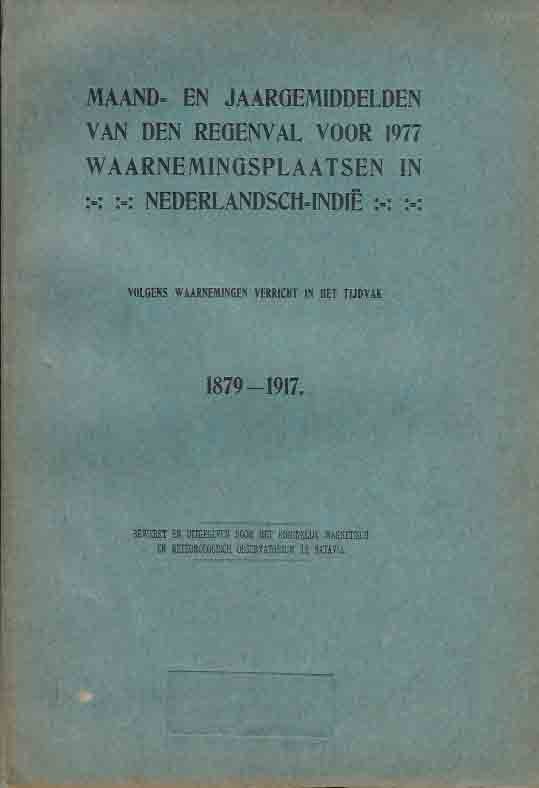 MAAND- EN JAARGEMIDDELDEN
VAN DEN REGENVAL VOOR 1977
WAARNEMINGSPLAATSEN IN
:-: :-: NEDERLANDSCH-INDIË :-: :-:
VOLGENS WAARNEMINGEN VERRICHT IN HET TIJDVAK
1879—1917.
BEWERKT EN UITGEGEVEN DOOR HET KONINKLIJK MAGNETISCH
EN METEOROLOGISCH OBSERVATORIUM TE BATAVIA